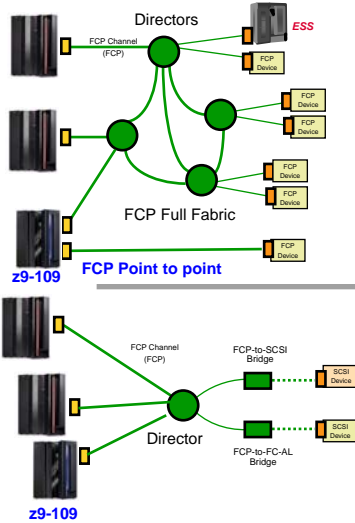 Directors
ESS
FCP Channel
(FCP)
FCP
Device
FCP
Device
FCP
Device
FCP
Device
FCP
Device
FCP Full Fabric
FCP
Device
z9-109
FCP Point to point
FCP Channel
(FCP)
FCP-to-SCSI
Bridge
SCSI
Device
Director
SCSI
Device
FCP-to-FC-AL
Bridge
z9-109